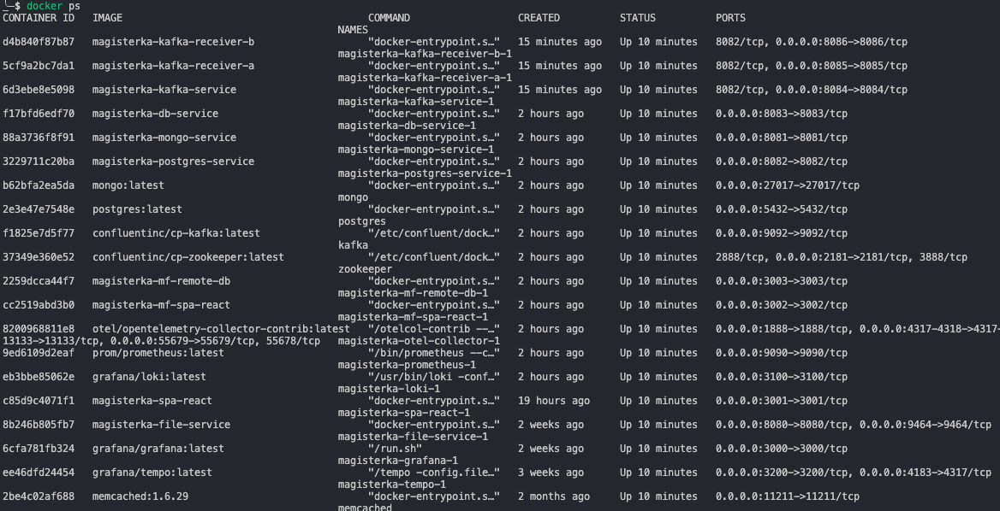 ╰─$ docker ps
CONTAINER ID   IMAGE                                         COMMAND                  CREATED          STATUS          PORTS
NAMES
d4b840f87b87   magisterka-kafka-receiver-b                   "docker-entrypoint.s…"   15 minutes ago   Up 10 minutes   8082/tcp, 0.0.0.0:8086->8086/tcp
magisterka-kafka-receiver-b-1
5cf9a2bc7da1   magisterka-kafka-receiver-a                   "docker-entrypoint.s…"   15 minutes ago   Up 10 minutes   8082/tcp, 0.0.0.0:8085->8085/tcp
magisterka-kafka-receiver-a-1
6d3ebe8e5098   magisterka-kafka-service                      "docker-entrypoint.s…"   15 minutes ago   Up 10 minutes   8082/tcp, 0.0.0.0:8084->8084/tcp
magisterka-kafka-service-1
f17bfd6edf70   magisterka-db-service                         "docker-entrypoint.s…"   2 hours ago      Up 10 minutes   0.0.0.0:8083->8083/tcp
magisterka-db-service-1
88a3736f8f91   magisterka-mongo-service                      "docker-entrypoint.s…"   2 hours ago      Up 10 minutes   0.0.0.0:8081->8081/tcp
magisterka-mongo-service-1
3229711c20ba   magisterka-postgres-service                   "docker-entrypoint.s…"   2 hours ago      Up 10 minutes   0.0.0.0:8082->8082/tcp
magisterka-postgres-service-1
b62bfa2ea5da   mongo:latest                                  "docker-entrypoint.s…"   2 hours ago      Up 10 minutes   0.0.0.0:27017->27017/tcp
mongo
2e3e47e7548e   postgres:latest                               "docker-entrypoint.s…"   2 hours ago      Up 10 minutes   0.0.0.0:5432->5432/tcp
postgres
f1825e7d5f77   confluentinc/cp-kafka:latest                  "/etc/confluent/dock…"   2 hours ago      Up 10 minutes   0.0.0.0:9092->9092/tcp
kafka
37349e360e52   confluentinc/cp-zookeeper:latest              "/etc/confluent/dock…"   2 hours ago      Up 10 minutes   2888/tcp, 0.0.0.0:2181->2181/tcp, 3888/tcp
zookeeper
2259dcca44f7   magisterka-mf-remote-db                       "docker-entrypoint.s…"   2 hours ago      Up 10 minutes   0.0.0.0:3003->3003/tcp
magisterka-mf-remote-db-1
cc2519abd3b0   magisterka-mf-spa-react                       "docker-entrypoint.s…"   2 hours ago      Up 10 minutes   0.0.0.0:3002->3002/tcp
magisterka-mf-spa-react-1
8200968811e8   otel/opentelemetry-collector-contrib:latest   "/otelcol-contrib --…"   2 hours ago      Up 10 minutes   0.0.0.0:1888->1888/tcp, 0.0.0.0:4317-4318->4317-
13133->13133/tcp, 0.0.0.0:55679->55679/tcp, 55678/tcp   magisterka-otel-collector-1
9ed6109d2eaf   prom/prometheus:latest                        "/bin/prometheus --c…"   2 hours ago      Up 10 minutes   0.0.0.0:9090->9090/tcp
magisterka-prometheus-1
eb3bbe85062e   grafana/loki:latest                           "/usr/bin/loki -conf…"   2 hours ago      Up 10 minutes   0.0.0.0:3100->3100/tcp
magisterka-loki-1
c85d9c4071f1   magisterka-spa-react                          "docker-entrypoint.s…"   19 hours ago     Up 10 minutes   0.0.0.0:3001->3001/tcp
magisterka-spa-react-1
8b246b805fb7   magisterka-file-service                       "docker-entrypoint.s…"   2 weeks ago      Up 10 minutes   0.0.0.0:8080->8080/tcp, 0.0.0.0:9464->9464/tcp
magisterka-file-service-1
6cfa781fb324   grafana/grafana:latest                        "/run.sh"                2 weeks ago      Up 10 minutes   0.0.0.0:3000->3000/tcp
magisterka-grafana-1
ee46dfd24454   grafana/tempo:latest                          "/tempo -config.file…"   3 weeks ago      Up 10 minutes   0.0.0.0:3200->3200/tcp, 0.0.0.0:4183->4317/tcp
magisterka-tempo-1
2be4c02af688   memcached:1.6.29                              "docker-entrypoint.s…"   2 months ago     Up 10 minutes   0.0.0.0:11211->11211/tcp
memcached